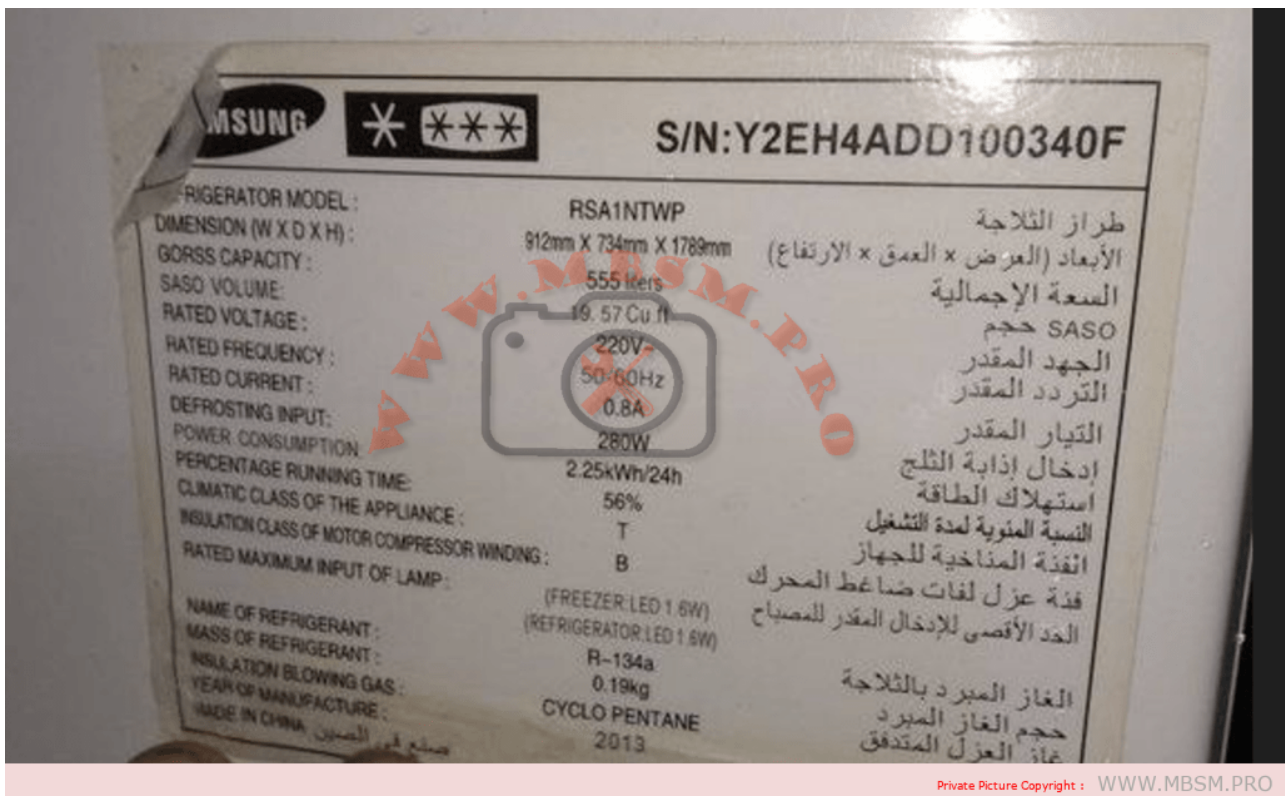 MSUNG
S/N:Y2EH4ADD100340F
RIGERATOR MODEL : RSA1NTWP طراز الثلاجة
DIMENSION (W X D X H) : 912mm X 734mm X 1789mm الأبعاد (العرض × العمق × الارتفاع)
GORSS CAPACITY : 555 liters السعة الإجمالية
SASO VOLUME: 19.57 Cu ft SASO حجم
RATED VOLTAGE : 220V~ الجهد المقدر
RATED FREQUENCY : 50-60Hz التردد المقدر
RATED CURRENT : 0.8A التيار المقدر
DEFROSTING INPUT: 280W إدخال إذابة الثلج
POWER CONSUMPTION: 2.25kWh/24h استهلاك الطاقة
PERCENTAGE RUNNING TIME: 56% النسبة المئوية لمدة التشغيل
CLIMATIC CLASS OF THE APPLIANCE : T الفئة المناخية للجهاز
INSULATION CLASS OF MOTOR COMPRESSOR WINDING : B فئة عزل لفات ضاغط المحرك
RATED MAXIMUM INPUT OF LAMP : (FREEZER:LED 1.6W) الحد الأقصى للإدخال المقدر للمصباح
(REFRIGERATOR:LED 1.6W)
NAME OF REFRIGERANT : R-134a الغاز المبرد بالثلاجة
MASS OF REFRIGERANT : 0.19kg حجم الغاز المبرد
INSULATION BLOWING GAS : CYCLO PENTANE غاز العزل المتدفق
YEAR OF MANUFACTURE : 2013
MADE IN CHINA صنع في الصين
WWW.MBSM.PRO
Private Picture Copyright : WWW.MBSM.PRO